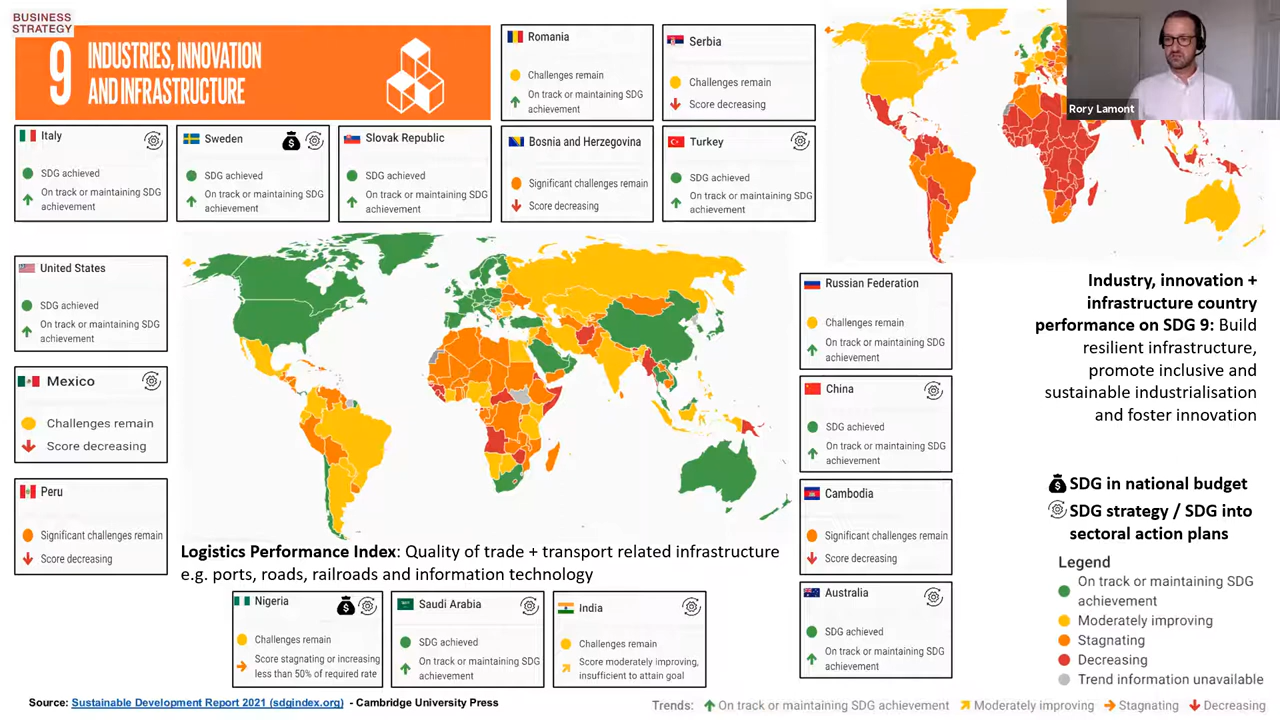 BUSINESS
STRATEGY
9 INDUSTRIES, INNOVATION
AND INFRASTRUCTURE
Romania
Challenges remain
On track or maintaining SDG
achievement
Serbia
Challenges remain
Score decreasing
Rory Lamont
Italy
SDG achieved
On track or maintaining SDG
achievement
Sweden
SDG achieved
On track or maintaining SDG
achievement
Slovak Republic
SDG achieved
On track or maintaining SDG
achievement
Bosnia and Herzegovina
Significant challenges remain
Score decreasing
Turkey
SDG achieved
On track or maintaining SDG
achievement
United States
SDG achieved
On track or maintaining SDG
achievement
Mexico
Challenges remain
Score decreasing
Peru
Significant challenges remain
Score decreasing
Logistics Performance Index: Quality of trade + transport related infrastructure
e.g. ports, roads, railroads and information technology
Nigeria
Challenges remain
Score stagnating or increasing
less than 50% of required rate
Saudi Arabia
SDG achieved
On track or maintaining SDG
achievement
India
Challenges remain
Score moderately improving,
insufficient to attain goal
Russian Federation
Challenges remain
On track or maintaining SDG
achievement
China
SDG achieved
On track or maintaining SDG
achievement
Cambodia
Significant challenges remain
Score decreasing
Australia
SDG achieved
On track or maintaining SDG
achievement
Industry, innovation +
infrastructure country
performance on SDG 9: Build
resilient infrastructure,
promote inclusive and
sustainable industrialisation
and foster innovation
SDG in national budget
SDG strategy / SDG into
sectoral action plans
Legend
On track or maintaining SDG
achievement
Moderately improving
Stagnating
Decreasing
Trend information unavailable
Source: Sustainable Development Report 2021 (sdgindex.org) - Cambridge University Press
Trends: On track or maintaining SDG achievement Moderately improving Stagnating Decreasing